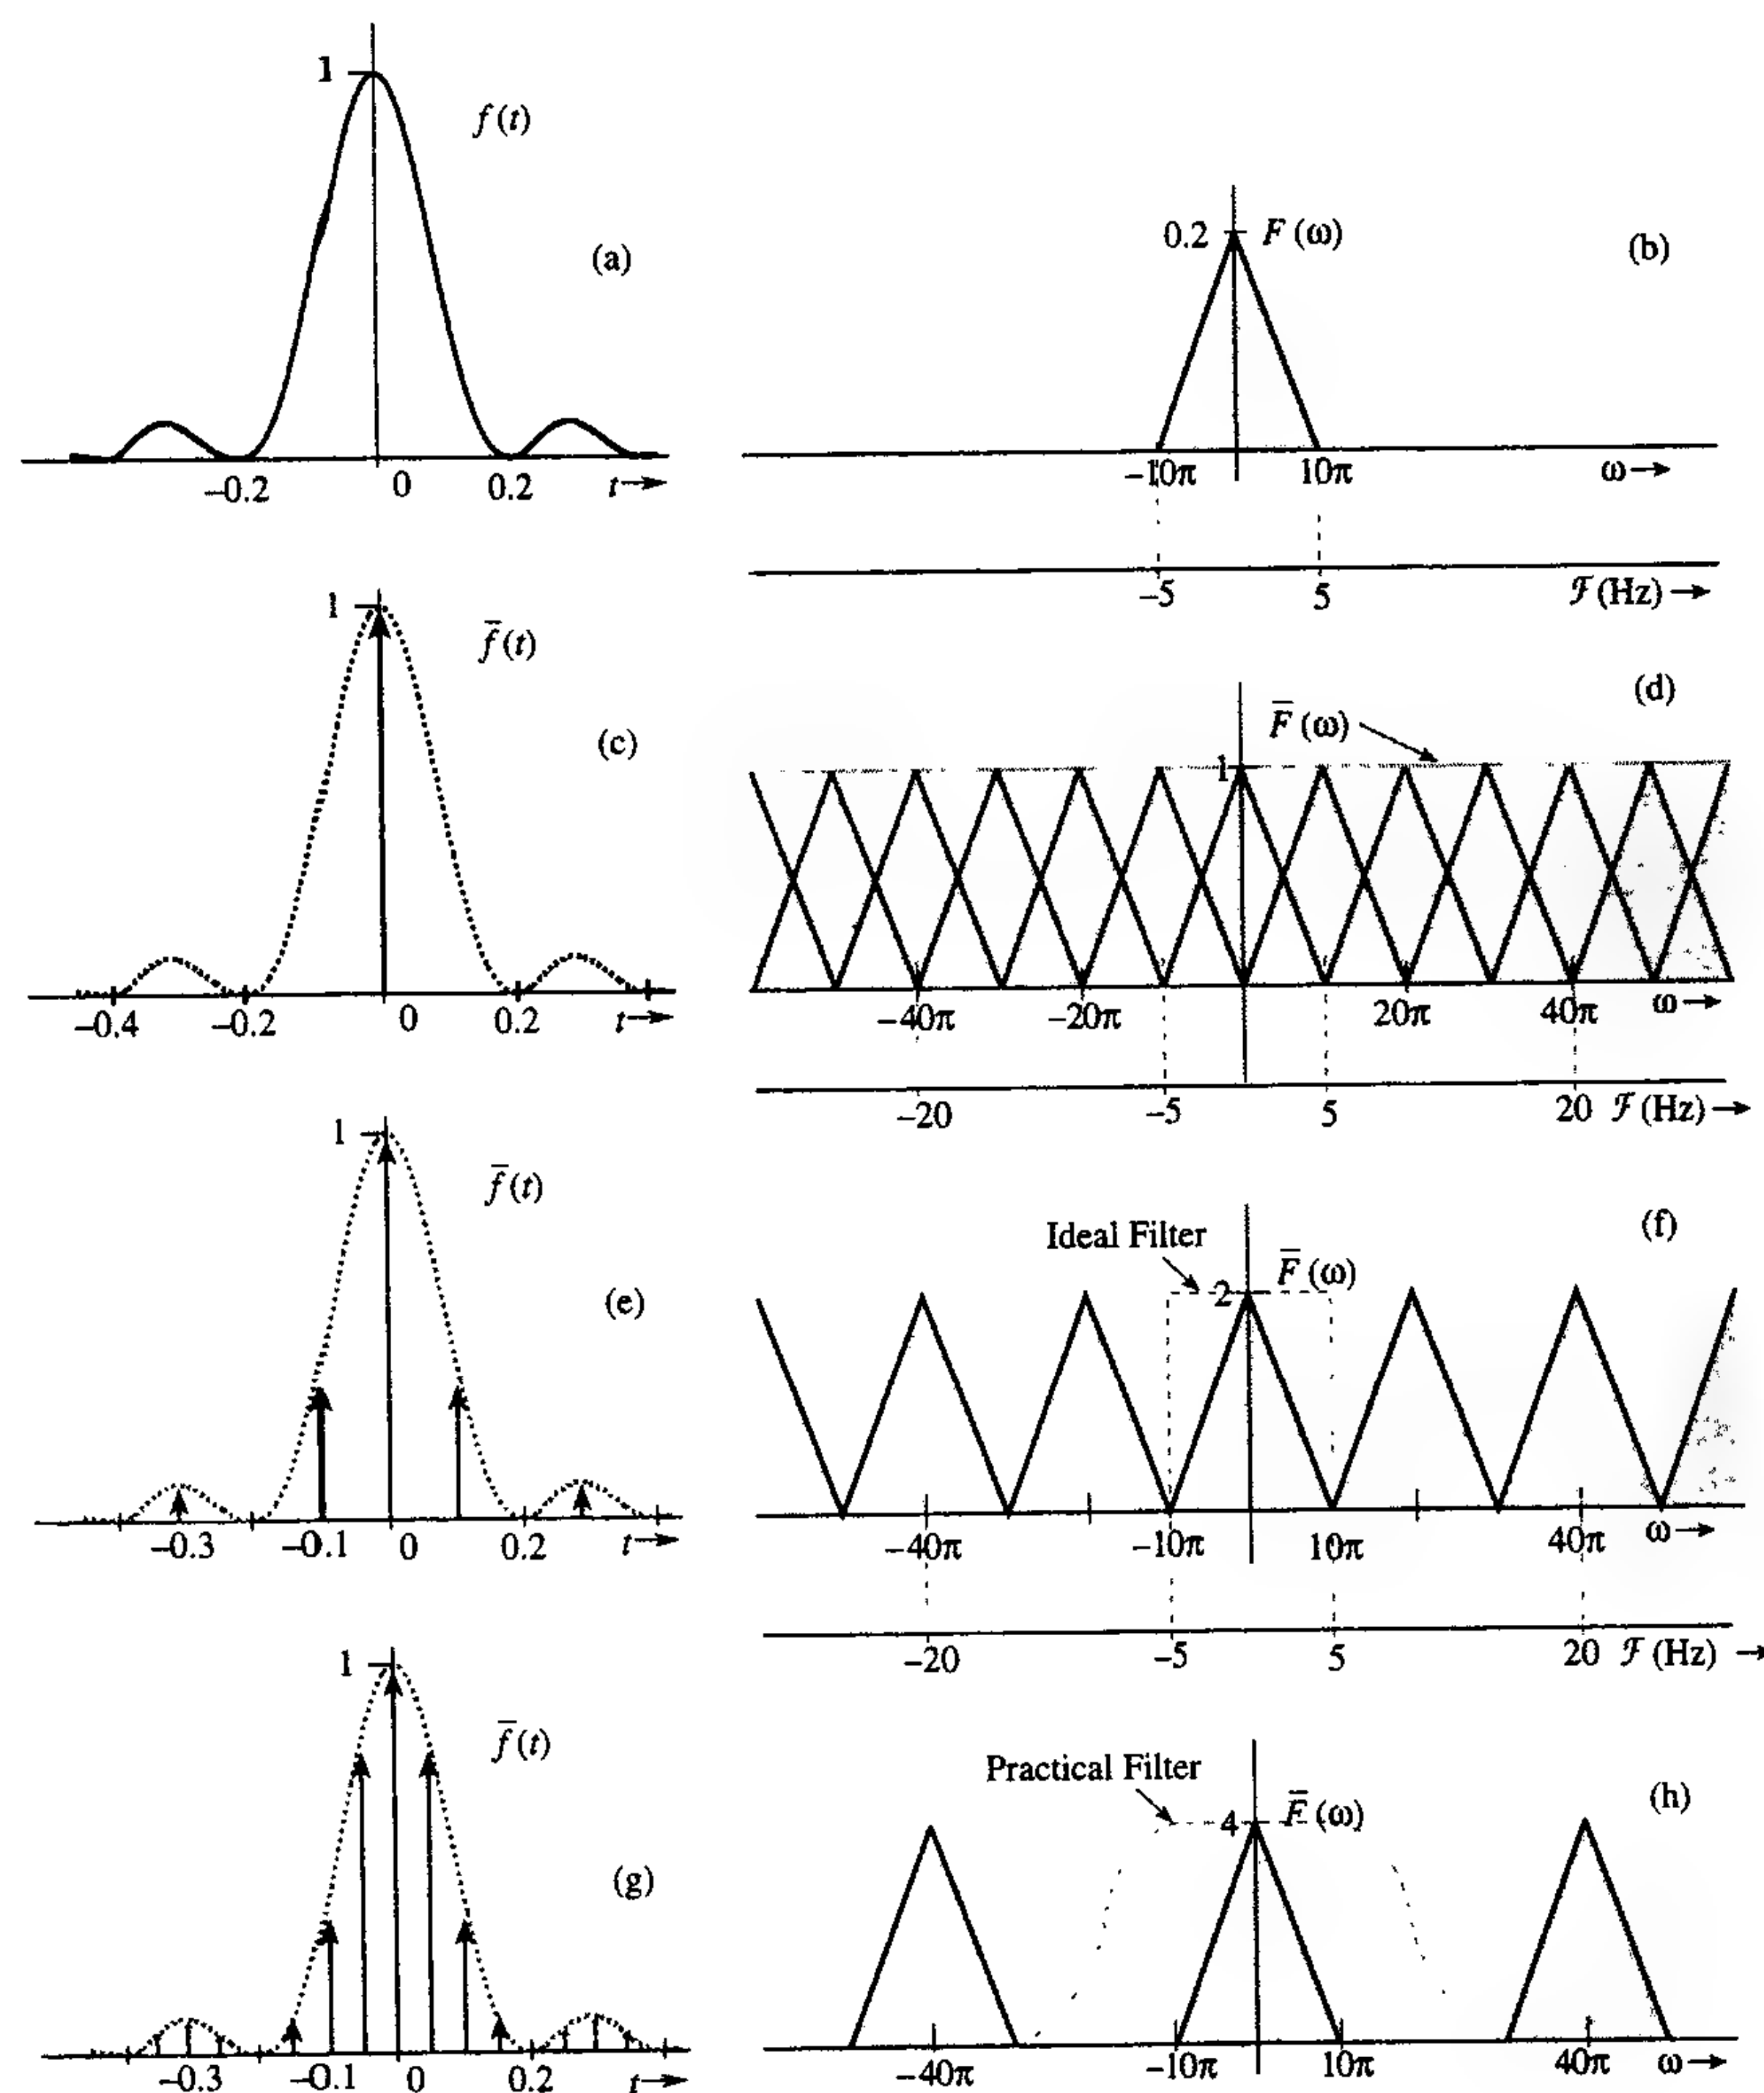 1
f(t)
(a)
−0.2 0 0.2 t→
0.2 F(ω)
(b)
−10π 10π ω→
−5 5 ℱ(Hz)→
1
f̄(t)
(c)
−0.4 −0.2 0 0.2 t→
(d)
F̄(ω)
1
−40π −20π 20π 40π ω→
−20 −5 5 20 ℱ(Hz)→
1
f̄(t)
(e)
−0.3 −0.1 0 0.2 t→
(f)
Ideal Filter
F̄(ω)
2
−40π −10π 10π 40π ω→
−20 −5 5 20 ℱ(Hz)→
1
f̄(t)
(g)
−0.3 −0.1 0 0.2 t→
Practical Filter
(h)
4 F̄(ω)
−40π −10π 10π 40π ω→